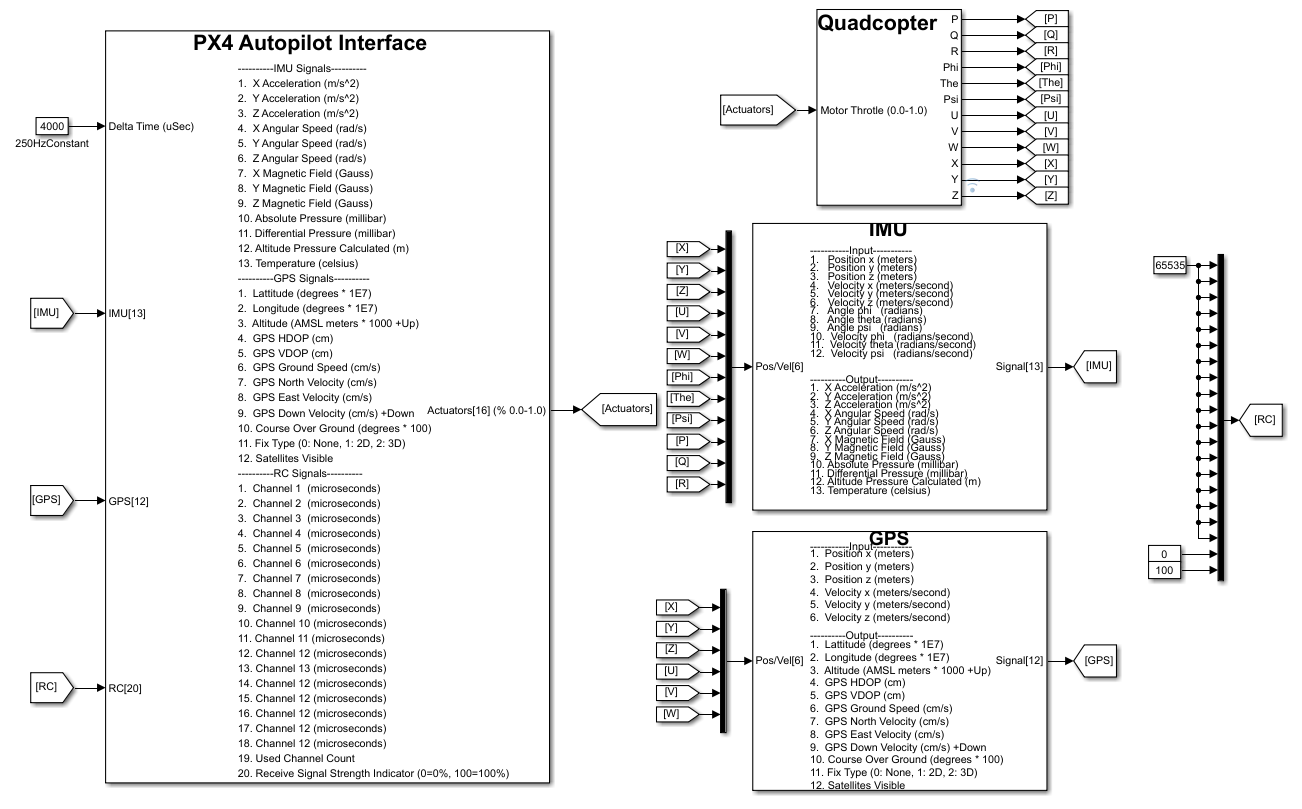 PX4 Autopilot Interface
----------IMU Signals----------
1. X Acceleration (m/s^2)
2. Y Acceleration (m/s^2)
3. Z Acceleration (m/s^2)
4. X Angular Speed (rad/s)
5. Y Angular Speed (rad/s)
6. Z Angular Speed (rad/s)
7. X Magnetic Field (Gauss)
8. Y Magnetic Field (Gauss)
9. Z Magnetic Field (Gauss)
10. Absolute Pressure (millibar)
11. Differential Pressure (millibar)
12. Altitude Pressure Calculated (m)
13. Temperature (celsius)
----------GPS Signals----------
1. Lattitude (degrees * 1E7)
2. Longitude (degrees * 1E7)
3. Altitude (AMSL meters * 1000 +Up)
4. GPS HDOP (cm)
5. GPS VDOP (cm)
6. GPS Ground Speed (cm/s)
7. GPS North Velocity (cm/s)
8. GPS East Velocity (cm/s)
9. GPS Down Velocity (cm/s) +Down
10. Course Over Ground (degrees * 100)
11. Fix Type (0: None, 1: 2D, 2: 3D)
12. Satellites Visible
----------RC Signals----------
1. Channel 1 (microseconds)
2. Channel 2 (microseconds)
3. Channel 3 (microseconds)
4. Channel 4 (microseconds)
5. Channel 5 (microseconds)
6. Channel 6 (microseconds)
7. Channel 7 (microseconds)
8. Channel 8 (microseconds)
9. Channel 9 (microseconds)
10. Channel 10 (microseconds)
11. Channel 11 (microseconds)
12. Channel 12 (microseconds)
13. Channel 13 (microseconds)
14. Channel 12 (microseconds)
15. Channel 12 (microseconds)
16. Channel 12 (microseconds)
17. Channel 12 (microseconds)
18. Channel 12 (microseconds)
19. Used Channel Count
20. Receive Signal Strength Indicator (0=0%, 100=100%)
4000
250HzConstant
Delta Time (uSec)
[IMU]
IMU[13]
[GPS]
GPS[12]
[RC]
RC[20]
Actuators[16] (% 0.0-1.0)
[Actuators]
Quadcopter
[Actuators]
Motor Throtle (0.0-1.0)
P [P]
Q [Q]
R [R]
Phi [Phi]
The [The]
Psi [Psi]
U [U]
V [V]
W [W]
X [X]
Y [Y]
Z [Z]
[X]
[Y]
[Z]
[U]
[V]
[W]
[Phi]
[The]
[Psi]
[P]
[Q]
[R]
IMU
Pos/Vel[6]
-----------Input-----------
1. Position x (meters)
2. Position y (meters)
3. Position z (meters)
4. Velocity x (meters/second)
5. Velocity y (meters/second)
6. Velocity z (meters/second)
7. Angle phi (radians)
8. Angle theta (radians)
9. Angle psi (radians)
10. Velocity phi (radians/second)
11. Velocity theta (radians/second)
12. Velocity psi (radians/second)
-----------Output-----------
1. X Acceleration (m/s^2)
2. Y Acceleration (m/s^2)
3. Z Acceleration (m/s^2)
4. X Angular Speed (rad/s)
5. Y Angular Speed (rad/s)
6. Z Angular Speed (rad/s)
7. X Magnetic Field (Gauss)
8. Y Magnetic Field (Gauss)
9. Z Magnetic Field (Gauss)
10. Absolute Pressure (millibar)
11. Differential Pressure (millibar)
12. Altitude Pressure Calculated (m)
13. Temperature (celsius)
Signal[13]
[IMU]
[X]
[Y]
[Z]
[U]
[V]
[W]
GPS
Pos/Vel[6]
-----------Input-----------
1. Position x (meters)
2. Position y (meters)
3. Position z (meters)
4. Velocity x (meters/second)
5. Velocity y (meters/second)
6. Velocity z (meters/second)
-----------Output-----------
1. Lattitude (degrees * 1E7)
2. Longitude (degrees * 1E7)
3. Altitude (AMSL meters * 1000 +Up)
4. GPS HDOP (cm)
5. GPS VDOP (cm)
6. GPS Ground Speed (cm/s)
7. GPS North Velocity (cm/s)
8. GPS East Velocity (cm/s)
9. GPS Down Velocity (cm/s) +Down
10. Course Over Ground (degrees * 100)
11. Fix Type (0: None, 1: 2D, 2: 3D)
12. Satellites Visible
Signal[12]
[GPS]
65535
0
100
[RC]